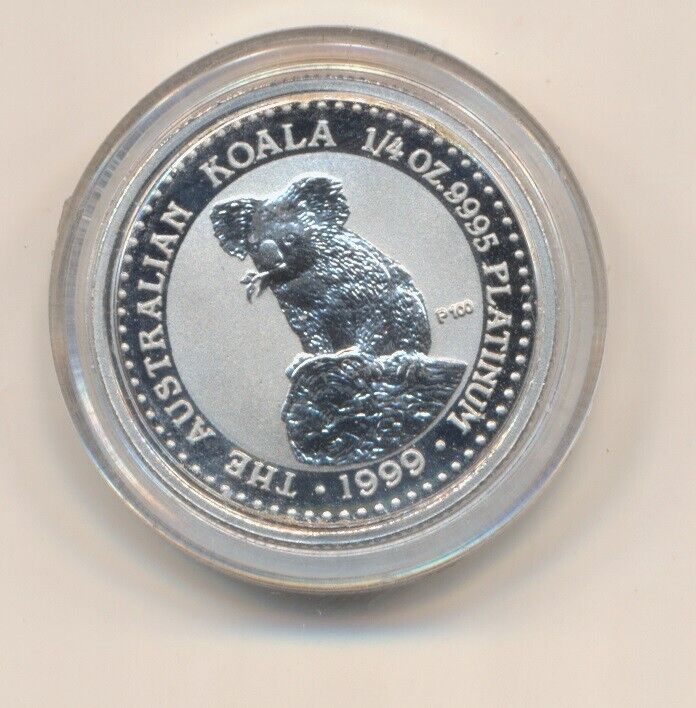 THE AUSTRALIAN KOALA 1/4 OZ. 9995 PLATINUM
· 1999 ·
P100